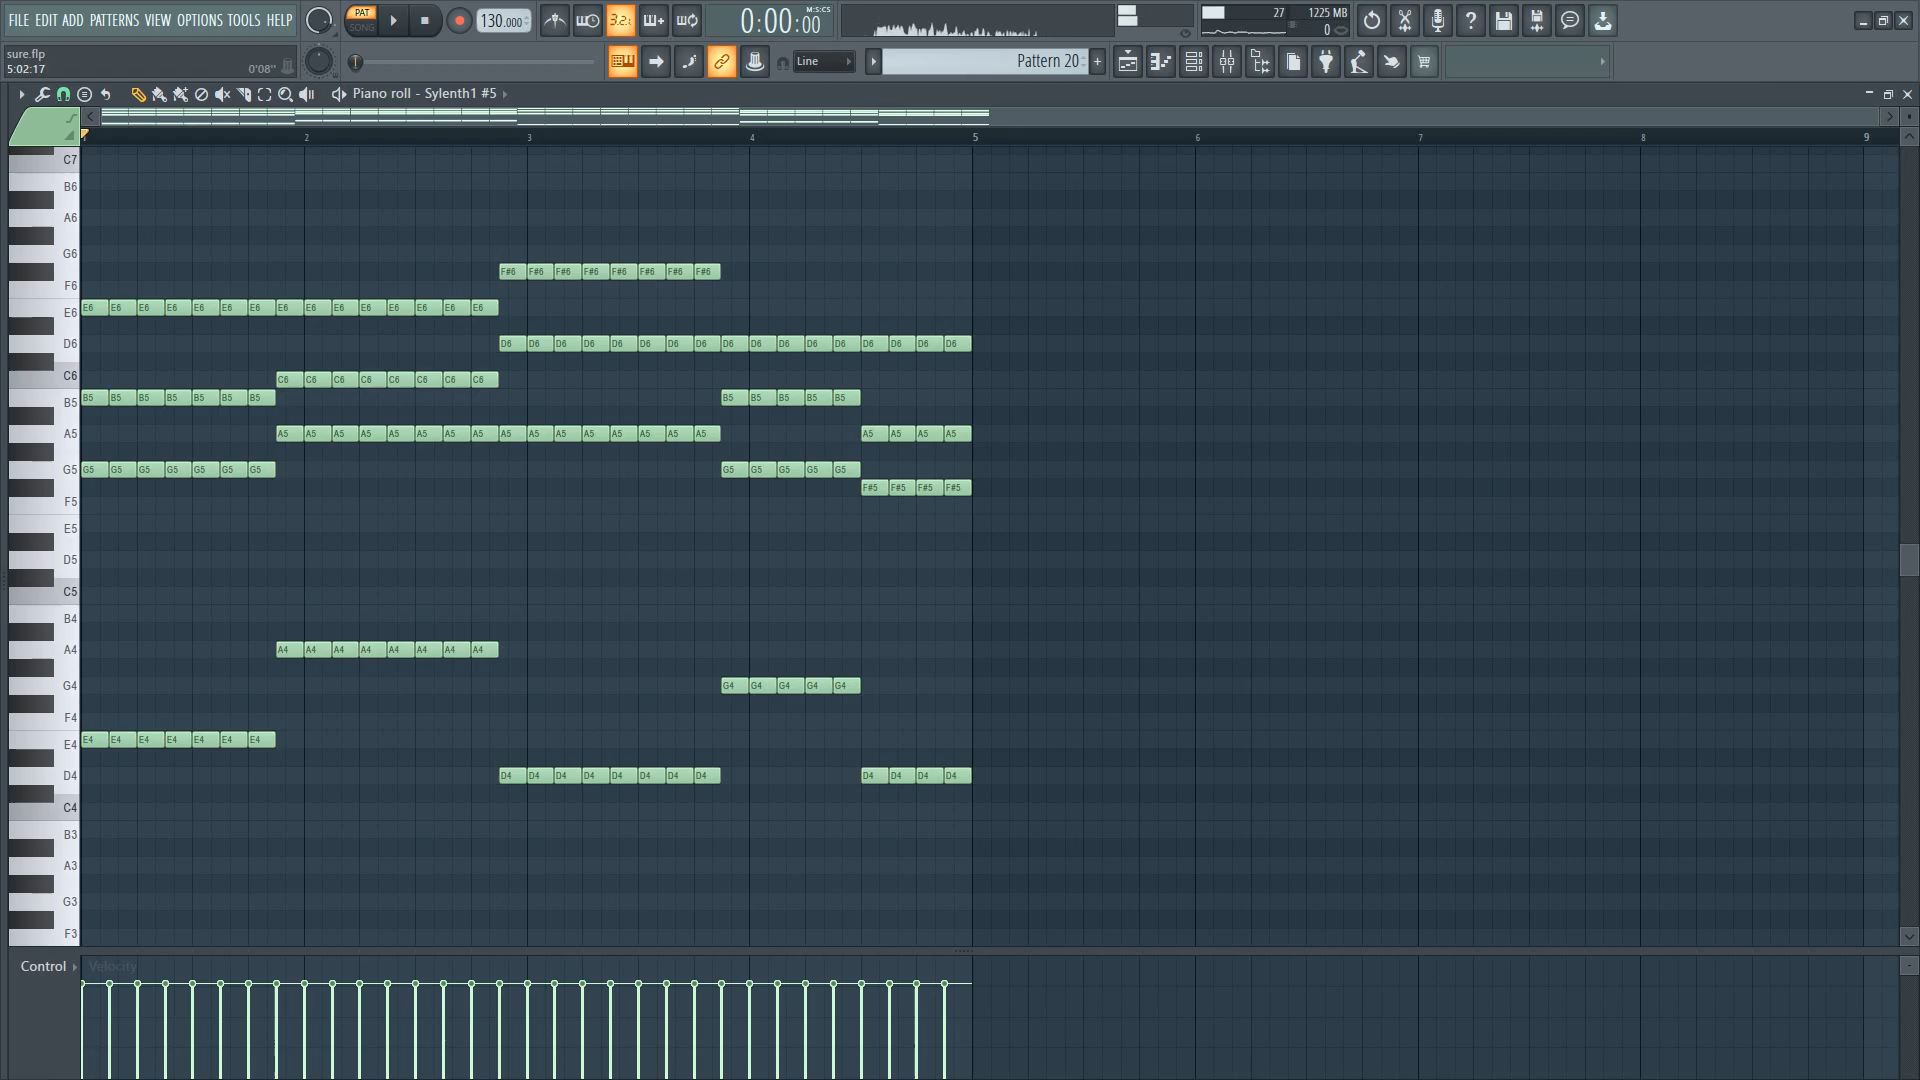 FILE EDIT ADD PATTERNS VIEW OPTIONS TOOLS HELP
PAT
SONG
130.000
3.2.
0:00:00
M:S:CS
27
1225 MB
0
sure.flp
5:02:17
0'08"
Line
Pattern 20
Piano roll - Sylenth1 #5
2 3 4 5 6 7 8 9
C7
B6
A6
G6
F#6 F#6 F#6 F#6 F#6 F#6 F#6 F#6
F6
E6 E6 E6 E6 E6 E6 E6 E6 E6 E6 E6 E6 E6 E6 E6
E6
D6 D6 D6 D6 D6 D6 D6 D6 D6 D6 D6 D6 D6 D6 D6 D6 D6
D6
C6 C6 C6 C6 C6 C6 C6 C6
C6
B5 B5 B5 B5 B5 B5 B5 B5 B5 B5 B5 B5
B5
A5 A5 A5 A5 A5 A5 A5 A5 A5 A5 A5 A5 A5 A5 A5 A5 A5 A5 A5 A5
A5
G5 G5 G5 G5 G5 G5 G5 G5 G5 G5 G5 G5
G5
F#5 F#5 F#5 F#5
F5
E5
D5
C5
B4
A4 A4 A4 A4 A4 A4 A4 A4
A4
G4 G4 G4 G4 G4
G4
F4
E4 E4 E4 E4 E4 E4 E4
E4
D4 D4 D4 D4 D4 D4 D4 D4 D4 D4 D4 D4
D4
C4
B3
A3
G3
F3
Control
Velocity